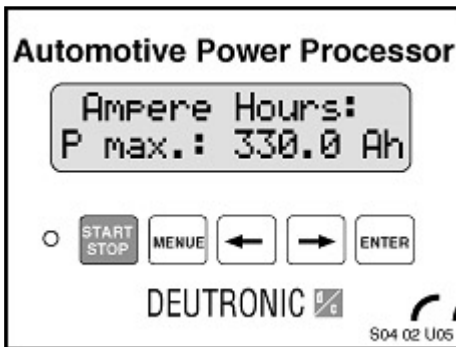 Automotive Power Processor
Ampere Hours:
P max.: 330.0 Ah
START STOP
MENUE
ENTER
DEUTRONIC d/c
S04 02 U05